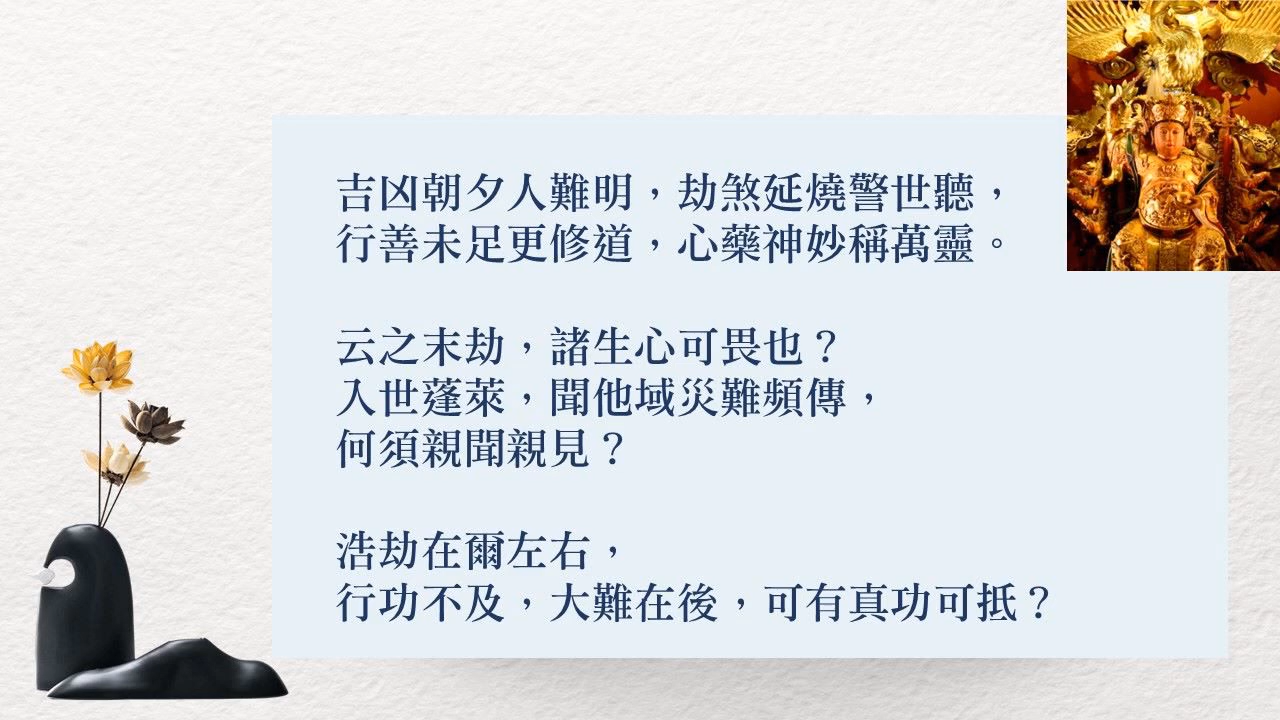 吉凶朝夕人難明，劫煞延燒警世聽，
行善未足更修道，心藥神妙稱萬靈。
云之末劫，諸生心可畏也？
入世蓬萊，聞他域災難頻傳，
何須親聞親見？
浩劫在爾左右，
行功不及，大難在後，可有真功可抵？